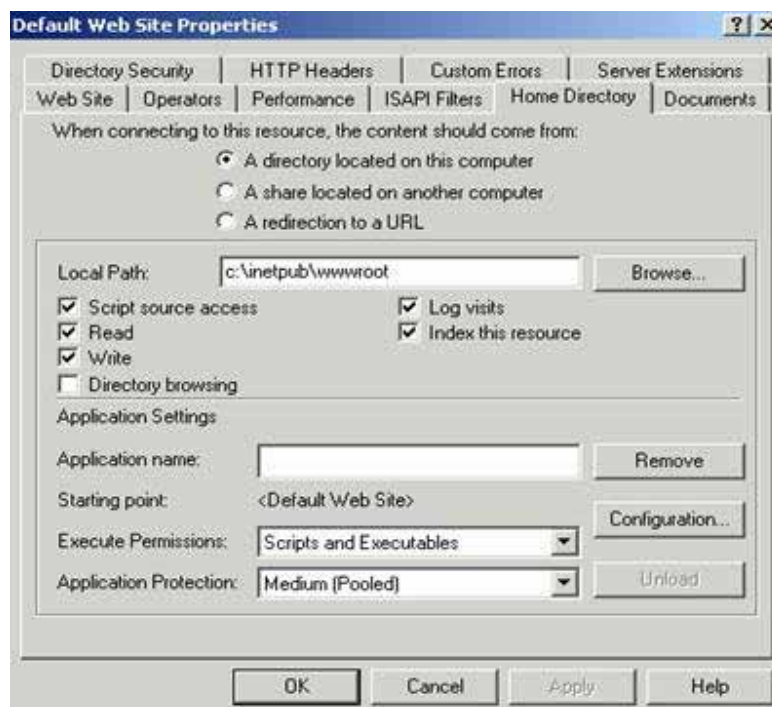 Default Web Site Properties
Directory Security HTTP Headers Custom Errors Server Extensions
Web Site Operators Performance ISAPI Filters Home Directory Documents
When connecting to this resource, the content should come from:
A directory located on this computer
A share located on another computer
A redirection to a URL
Local Path: c:\inetpub\wwwroot Browse...
Script source access Log visits
Read Index this resource
Write
Directory browsing
Application Settings
Application name: Remove
Starting point: <Default Web Site>
Configuration...
Execute Permissions: Scripts and Executables
Application Protection: Medium (Pooled) Unload
OK Cancel Apply Help